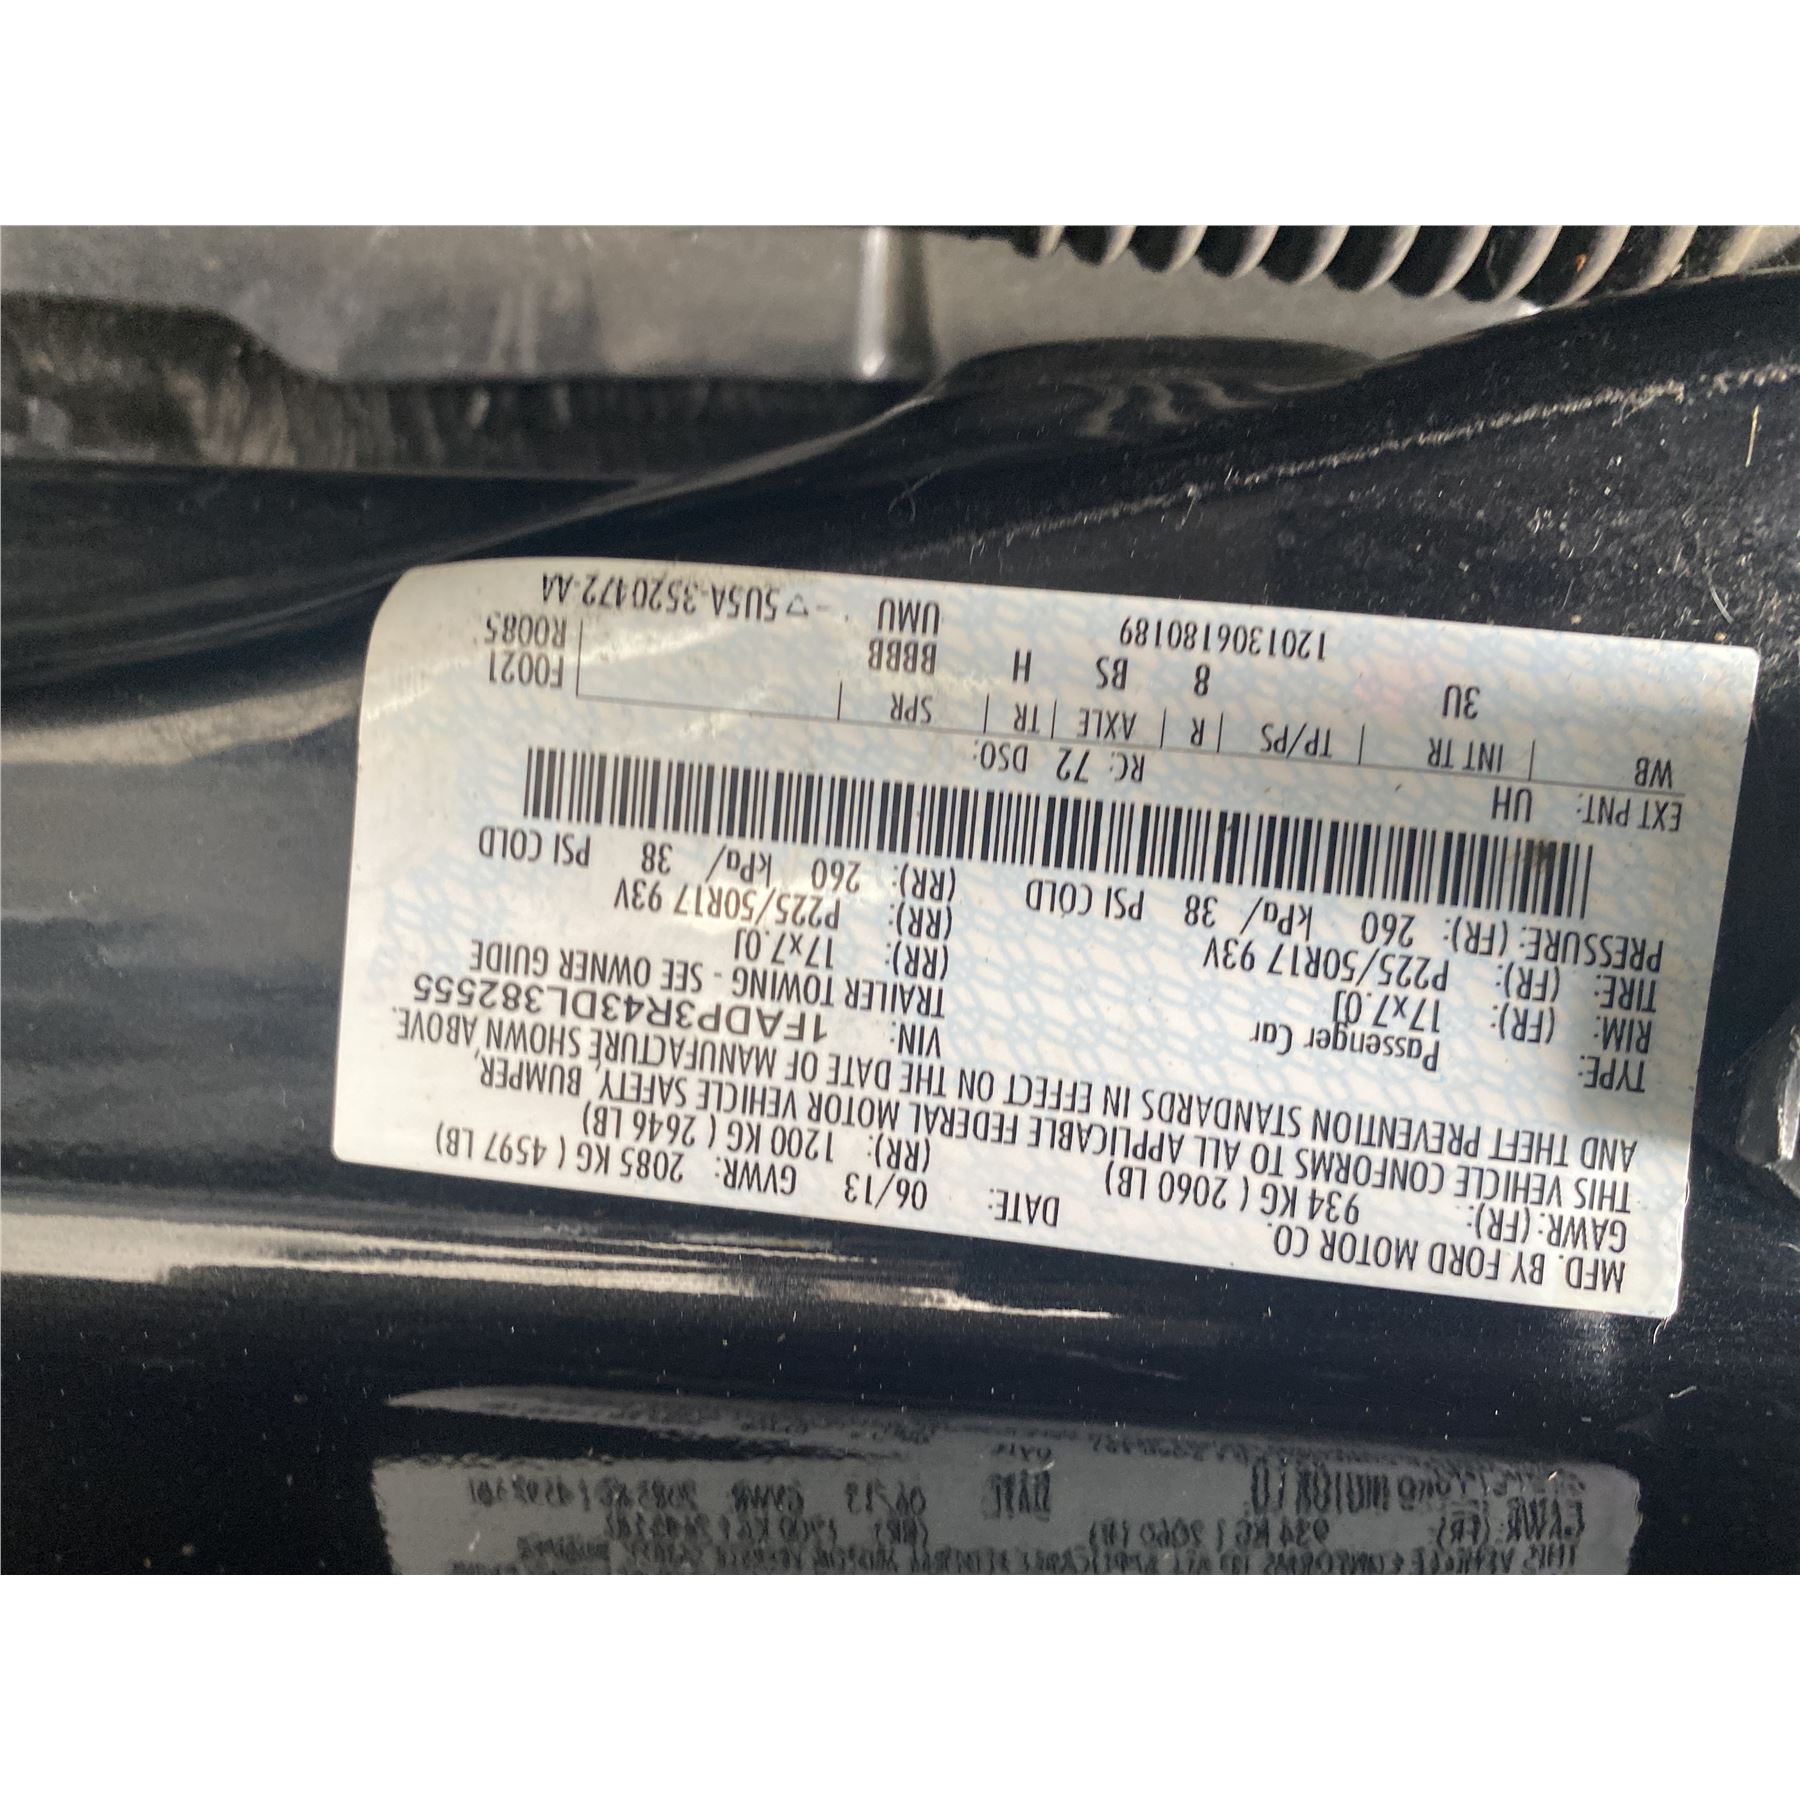 MFD. BY FORD MOTOR CO. DATE: 06/13 GVWR: 2085 KG ( 4597 LB)
GAWR: (FR): 934 KG ( 2060 LB) (RR): 1200 KG ( 2646 LB)
THIS VEHICLE CONFORMS TO ALL APPLICABLE FEDERAL MOTOR VEHICLE SAFETY, BUMPER,
AND THEFT PREVENTION STANDARDS IN EFFECT ON THE DATE OF MANUFACTURE SHOWN ABOVE.
VIN: 1FADP3R43DL382555
TYPE: Passenger Car TRAILER TOWING - SEE OWNER GUIDE
RIM: (FR): 17x7.0J (RR): 17x7.0J
TIRE: (FR): P225/50R17 93V (RR): P225/50R17 93V
PRESSURE: (FR): 260 kPa/ 38 PSI COLD (RR): 260 kPa/ 38 PSI COLD
EXT PNT: UH RC: 72 DSO:
WB | INT TR | TP/PS | R | AXLE | TR | SPR | F0021
3U 8 BS H BBBB R0085
1201306180189 UMU ▽5U5A-3520472-AA